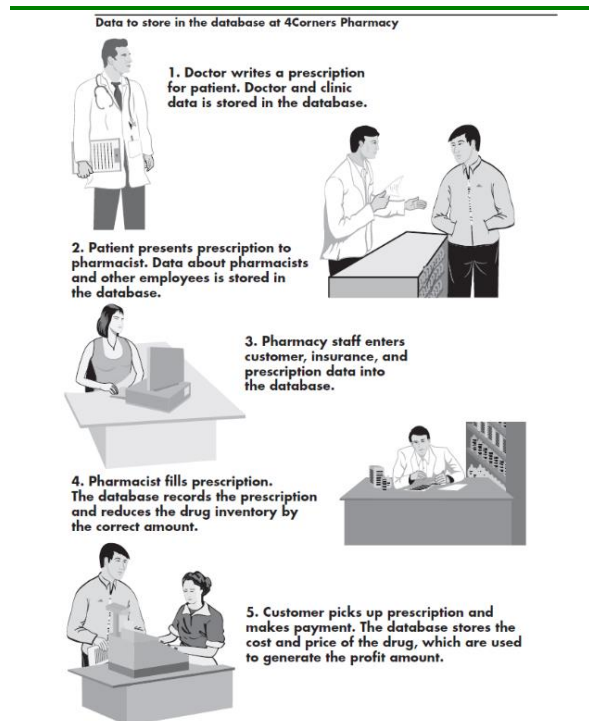 Data to store in the database at 4Corners Pharmacy
1. Doctor writes a prescription
for patient. Doctor and clinic
data is stored in the database.
2. Patient presents prescription to
pharmacist. Data about pharmacists
and other employees is stored in
the database.
3. Pharmacy staff enters
customer, insurance, and
prescription data into
the database.
4. Pharmacist fills prescription.
The database records the prescription
and reduces the drug inventory by
the correct amount.
5. Customer picks up prescription and
makes payment. The database stores the
cost and price of the drug, which are used
to generate the profit amount.